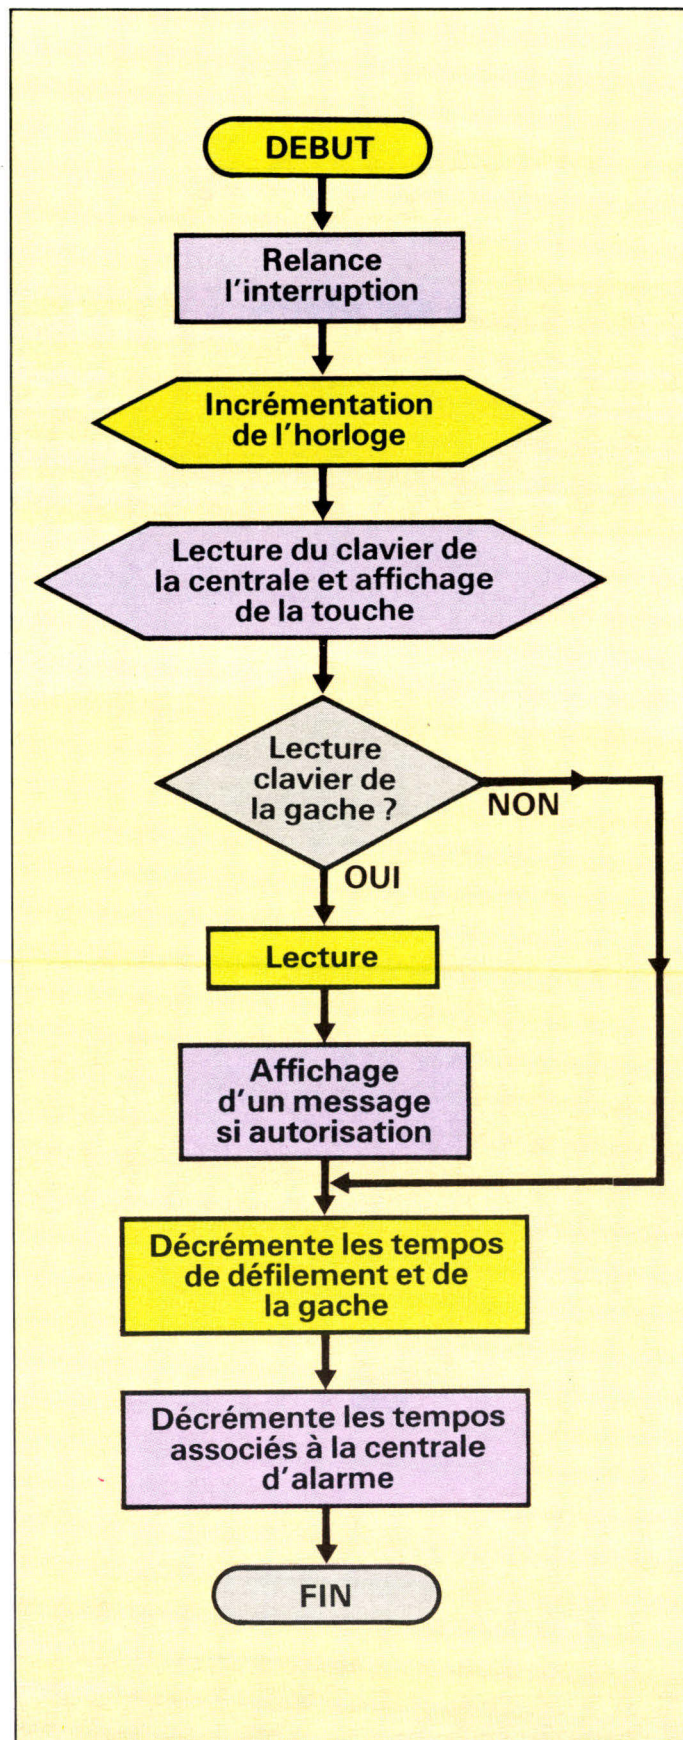 DEBUT
Relance
l'interruption
Incrémentation
de l'horloge
Lecture du clavier de
la centrale et affichage
de la touche
Lecture
clavier de
la gache ?
NON
OUI
Lecture
Affichage
d'un message
si autorisation
Décrémente les tempos
de défilement et de
la gache
Décrémente les tempos
associés à la centrale
d'alarme
FIN